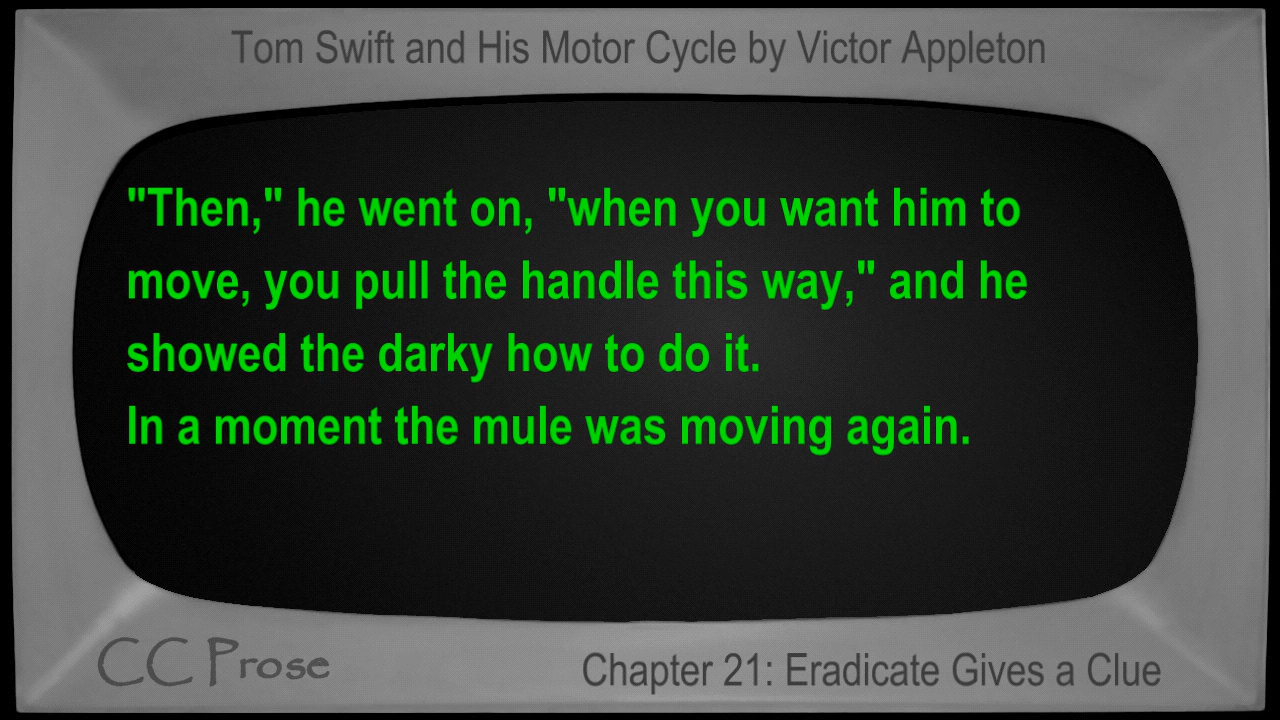 Tom Swift and His Motor Cycle by Victor Appleton
"Then," he went on, "when you want him to
move, you pull the handle this way," and he
showed the darky how to do it.
In a moment the mule was moving again.
CC Prose
Chapter 21: Eradicate Gives a Clue